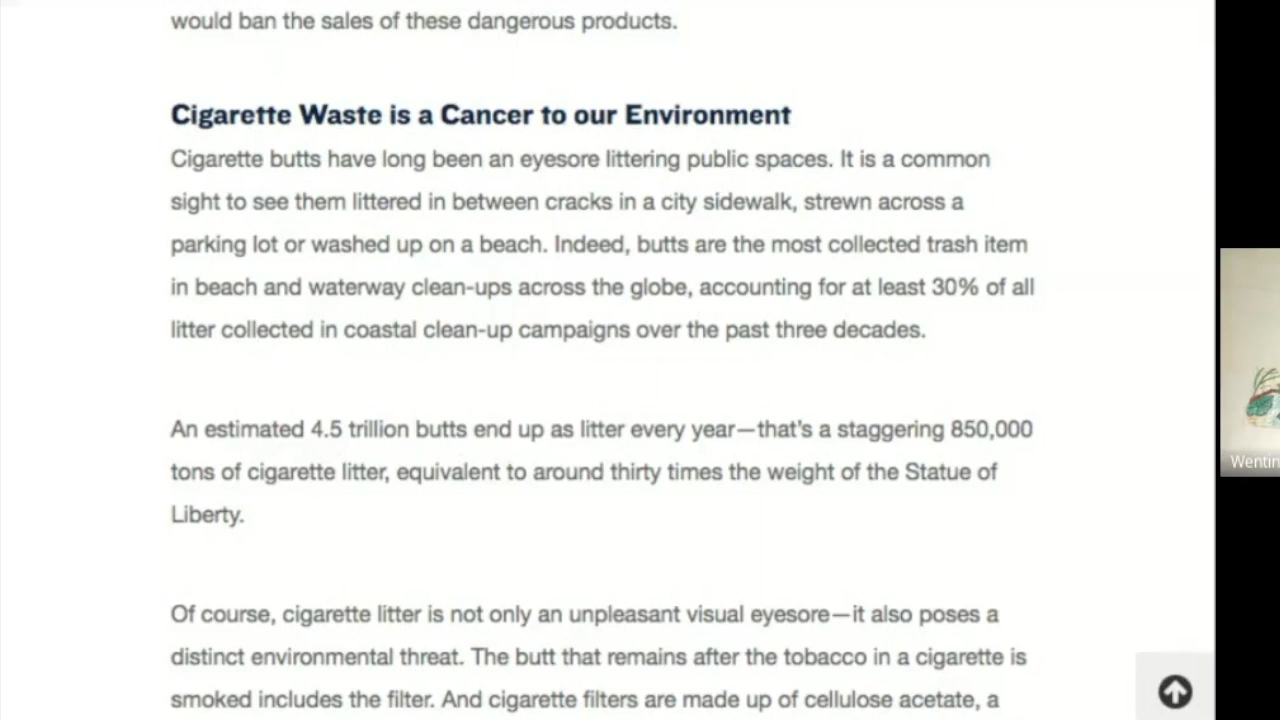 would ban the sales of these dangerous products.
Cigarette Waste is a Cancer to our Environment
Cigarette butts have long been an eyesore littering public spaces. It is a common
sight to see them littered in between cracks in a city sidewalk, strewn across a
parking lot or washed up on a beach. Indeed, butts are the most collected trash item
in beach and waterway clean-ups across the globe, accounting for at least 30% of all
litter collected in coastal clean-up campaigns over the past three decades.
An estimated 4.5 trillion butts end up as litter every year—that's a staggering 850,000
tons of cigarette litter, equivalent to around thirty times the weight of the Statue of
Liberty.
Of course, cigarette litter is not only an unpleasant visual eyesore—it also poses a
distinct environmental threat. The butt that remains after the tobacco in a cigarette is
smoked includes the filter. And cigarette filters are made up of cellulose acetate, a
Wentin